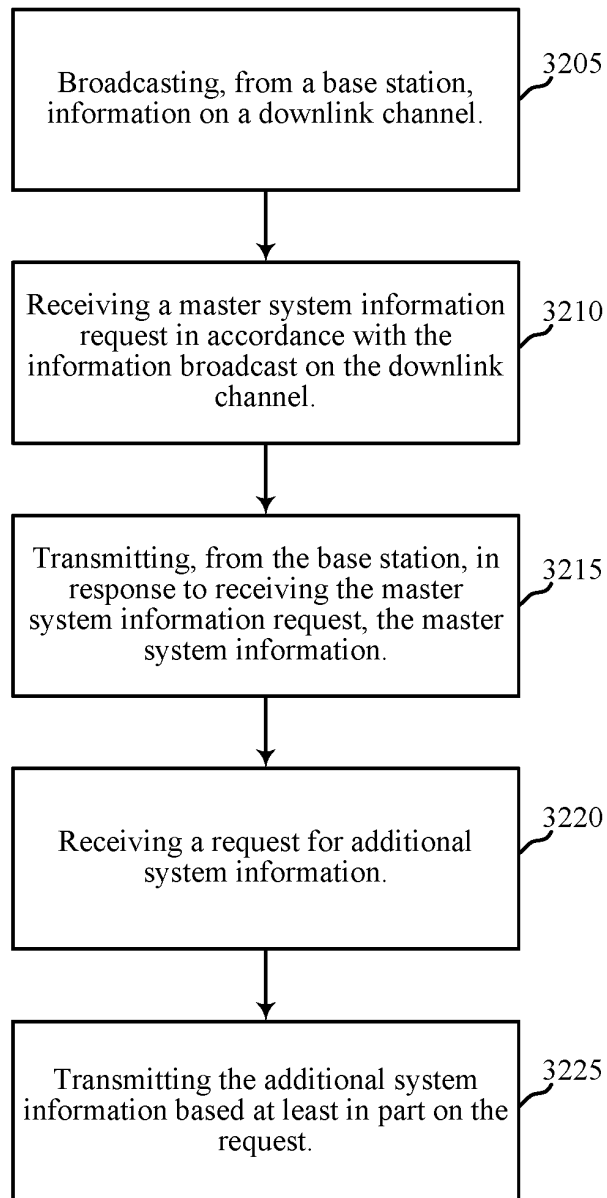 3205
Broadcasting, from a base station,
information on a downlink channel.
3210
Receiving a master system information
request in accordance with the
information broadcast on the downlink
channel.
3215
Transmitting, from the base station, in
response to receiving the master
system information request, the master
system information.
3220
Receiving a request for additional
system information.
3225
Transmitting the additional system
information based at least in part on the
request.